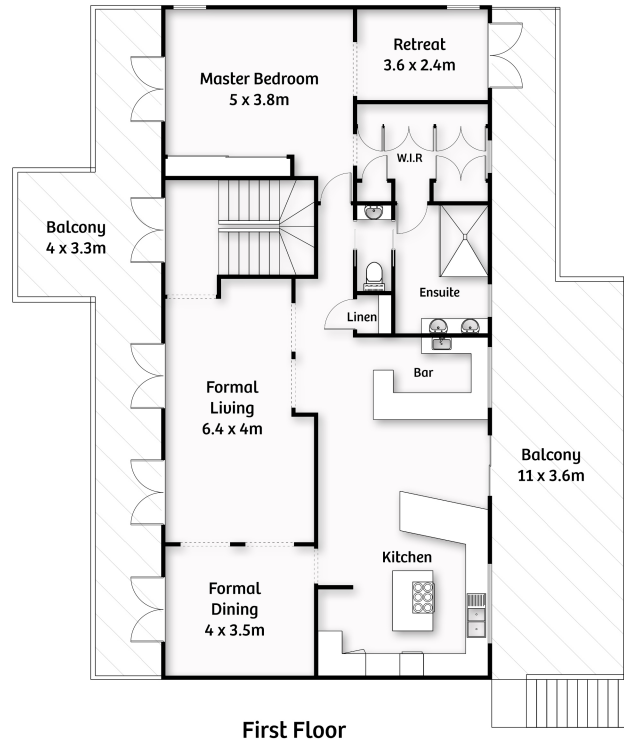 Retreat
3.6 x 2.4m
Master Bedroom
5 x 3.8m
W.I.R
Balcony
4 x 3.3m
Ensuite
Linen
Bar
Formal
Living
6.4 x 4m
Balcony
11 x 3.6m
Kitchen
Formal
Dining
4 x 3.5m
First Floor